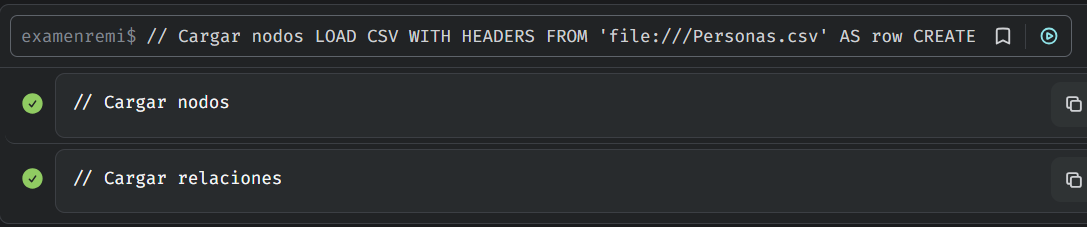 examenremi$ // Cargar nodos LOAD CSV WITH HEADERS FROM 'file:///Personas.csv' AS row CREATE
// Cargar nodos
// Cargar relaciones